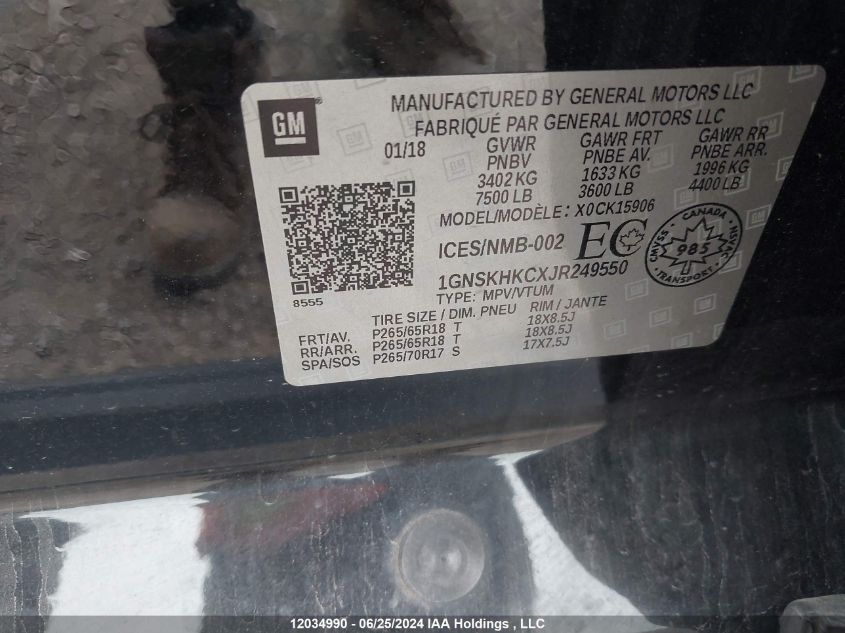 GM
MANUFACTURED BY GENERAL MOTORS LLC
FABRIQUÉ PAR GENERAL MOTORS LLC
01/18
GVWR GAWR FRT GAWR RR
PNBV PNBE AV. PNBE ARR.
3402 KG 1633 KG 1996 KG
7500 LB 3600 LB 4400 LB
MODEL/MODÈLE: X0CK15906
ICES/NMB-002 EC
CANADA
CMVSS 985 NSVAC
1GNSKHKCXJR249550
TYPE: MPV/VTUM
8555
TIRE SIZE / DIM. PNEU RIM / JANTE
FRT/AV. P265/65R18 T 18X8.5J
RR/ARR. P265/65R18 T 18X8.5J
SPA/SOS P265/70R17 S 17X7.5J
12034990 - 06/25/2024 IAA Holdings , LLC